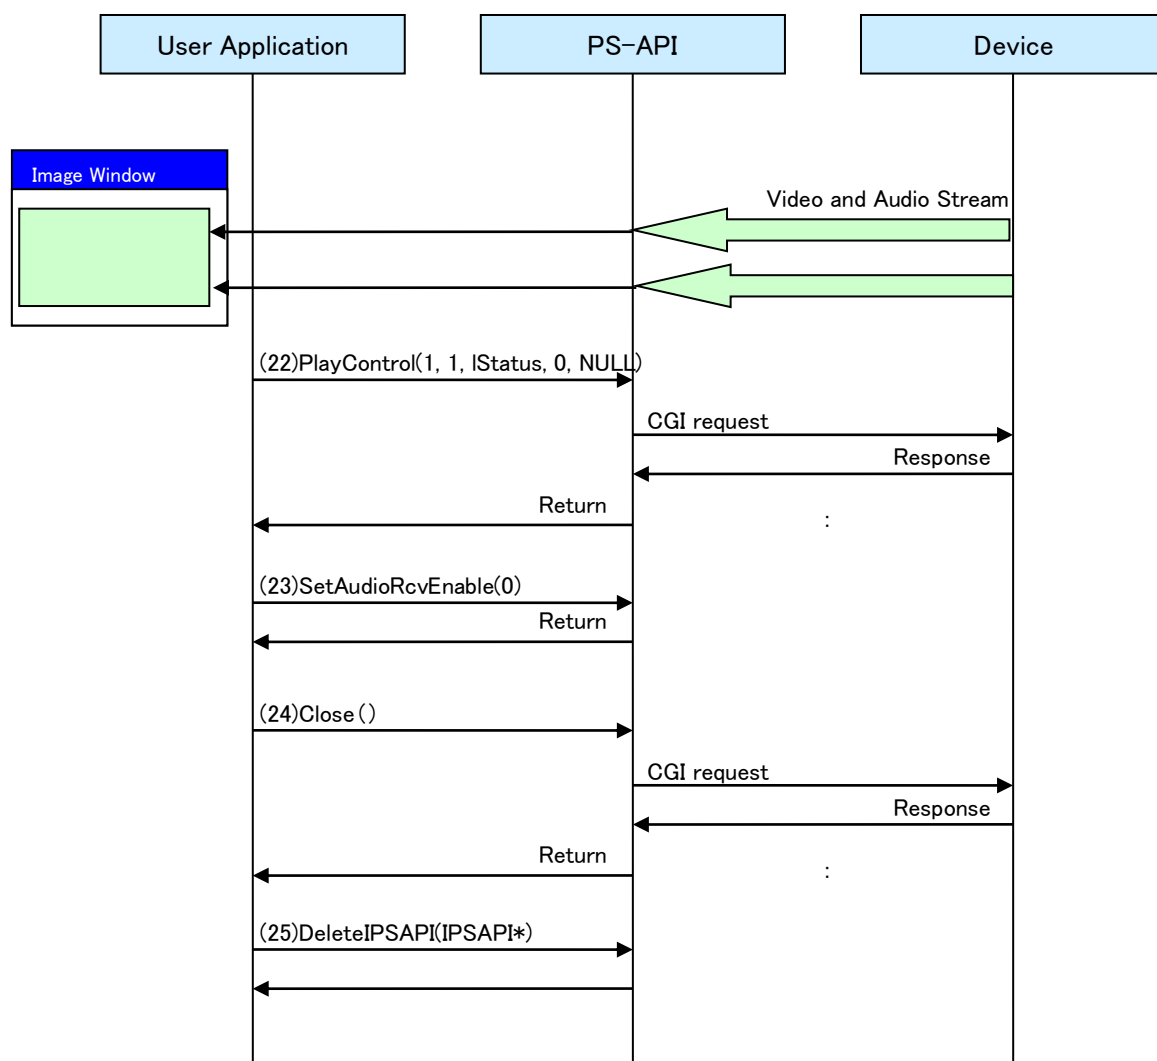 User Application
PS-API
Device
Image Window
Video and Audio Stream
(22)PlayControl(1, 1, lStatus, 0, NULL)
CGI request
Response
Return
:
(23)SetAudioRcvEnable(0)
Return
(24)Close()
CGI request
Response
Return
:
(25)DeleteIPSAPI(IPSAPI*)